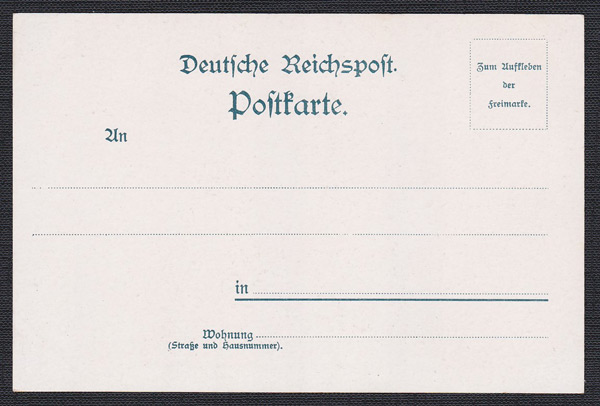 Deutſche Reichspoſt.
Poſtkarte.
Zum Aufkleben
der
Freimarke.
An
in
Wohnung
(Straße und Hausnummer).